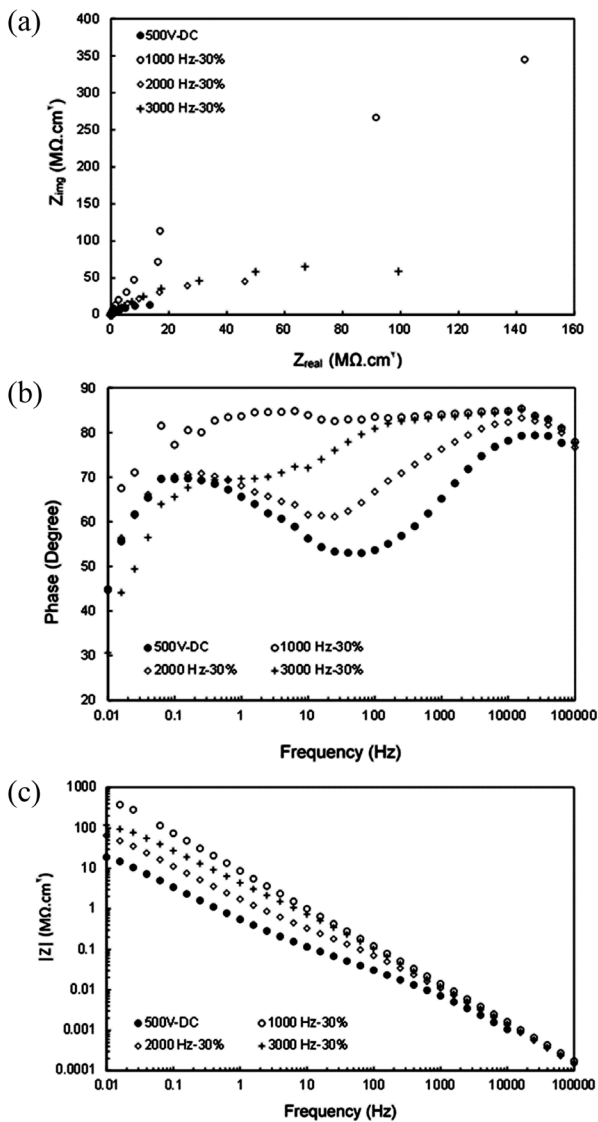 (a)
400
350
300
250
200
150
100
50
0
Z_img (MΩ.cm۲)
500V-DC
1000 Hz-30%
2000 Hz-30%
3000 Hz-30%
0 20 40 60 80 100 120 140 160
Z_real (MΩ.cm۲)
(b)
90
80
70
60
50
40
30
20
Phase (Degree)
500V-DC 1000 Hz-30%
2000 Hz-30% 3000 Hz-30%
0.01 0.1 1 10 100 1000 10000 100000
Frequency (Hz)
(c)
1000
100
10
1
0.1
0.01
0.001
0.0001
|Z| (MΩ.cm۲)
500V-DC 1000 Hz-30%
2000 Hz-30% 3000 Hz-30%
0.01 0.1 1 10 100 1000 10000 100000
Frequency (Hz)